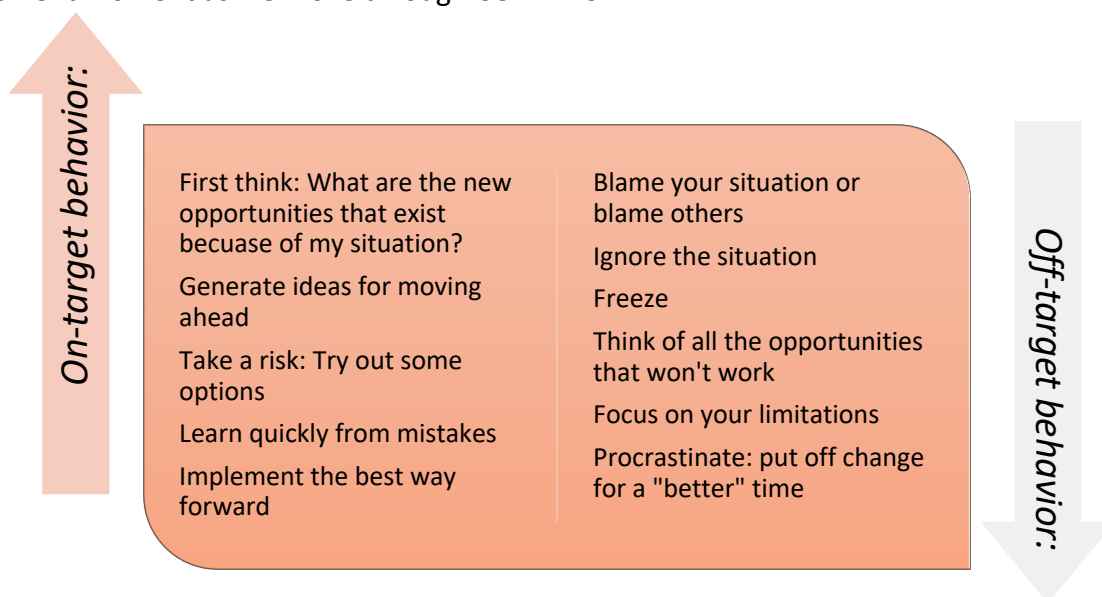 On-target behavior:
First think: What are the new
opportunities that exist
becuase of my situation?
Generate ideas for moving
ahead
Take a risk: Try out some
options
Learn quickly from mistakes
Implement the best way
forward
Blame your situation or
blame others
Ignore the situation
Freeze
Think of all the opportunities
that won't work
Focus on your limitations
Procrastinate: put off change
for a "better" time
Off-target behavior: